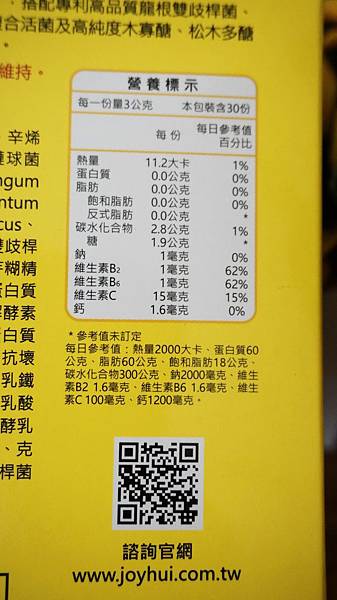 ，搭配專利高品質龍根雙歧桿菌、
複合活菌及高純度木寡醣、松木多醣
。
維持。
、辛烯
鏈球菌
ngum
ntum
cus、
雙歧桿
芽糊精
蛋白質
酵素
蛋白質
抗壞
乳鐵
乳酸
酵乳
、克
桿菌
營養標示
每一份量3公克 本包裝含30份
每份 每日參考值
百分比
熱量 11.2大卡 1%
蛋白質 0.0公克 0%
脂肪 0.0公克 0%
飽和脂肪 0.0公克 0%
反式脂肪 0.0公克 *
碳水化合物 2.8公克 1%
糖 1.9公克 *
鈉 1毫克 0%
維生素B₂ 1毫克 62%
維生素B₆ 1毫克 62%
維生素C 15毫克 15%
鈣 1.6毫克 0%
* 參考值未訂定
每日參考值：熱量2000大卡、蛋白質60
公克、脂肪60公克、飽和脂肪18公克、
碳水化合物300公克、鈉2000毫克、維生
素B2 1.6毫克、維生素B6 1.6毫克、維生
素C 100毫克、鈣1200毫克。
諮詢官網
www.joyhui.com.tw